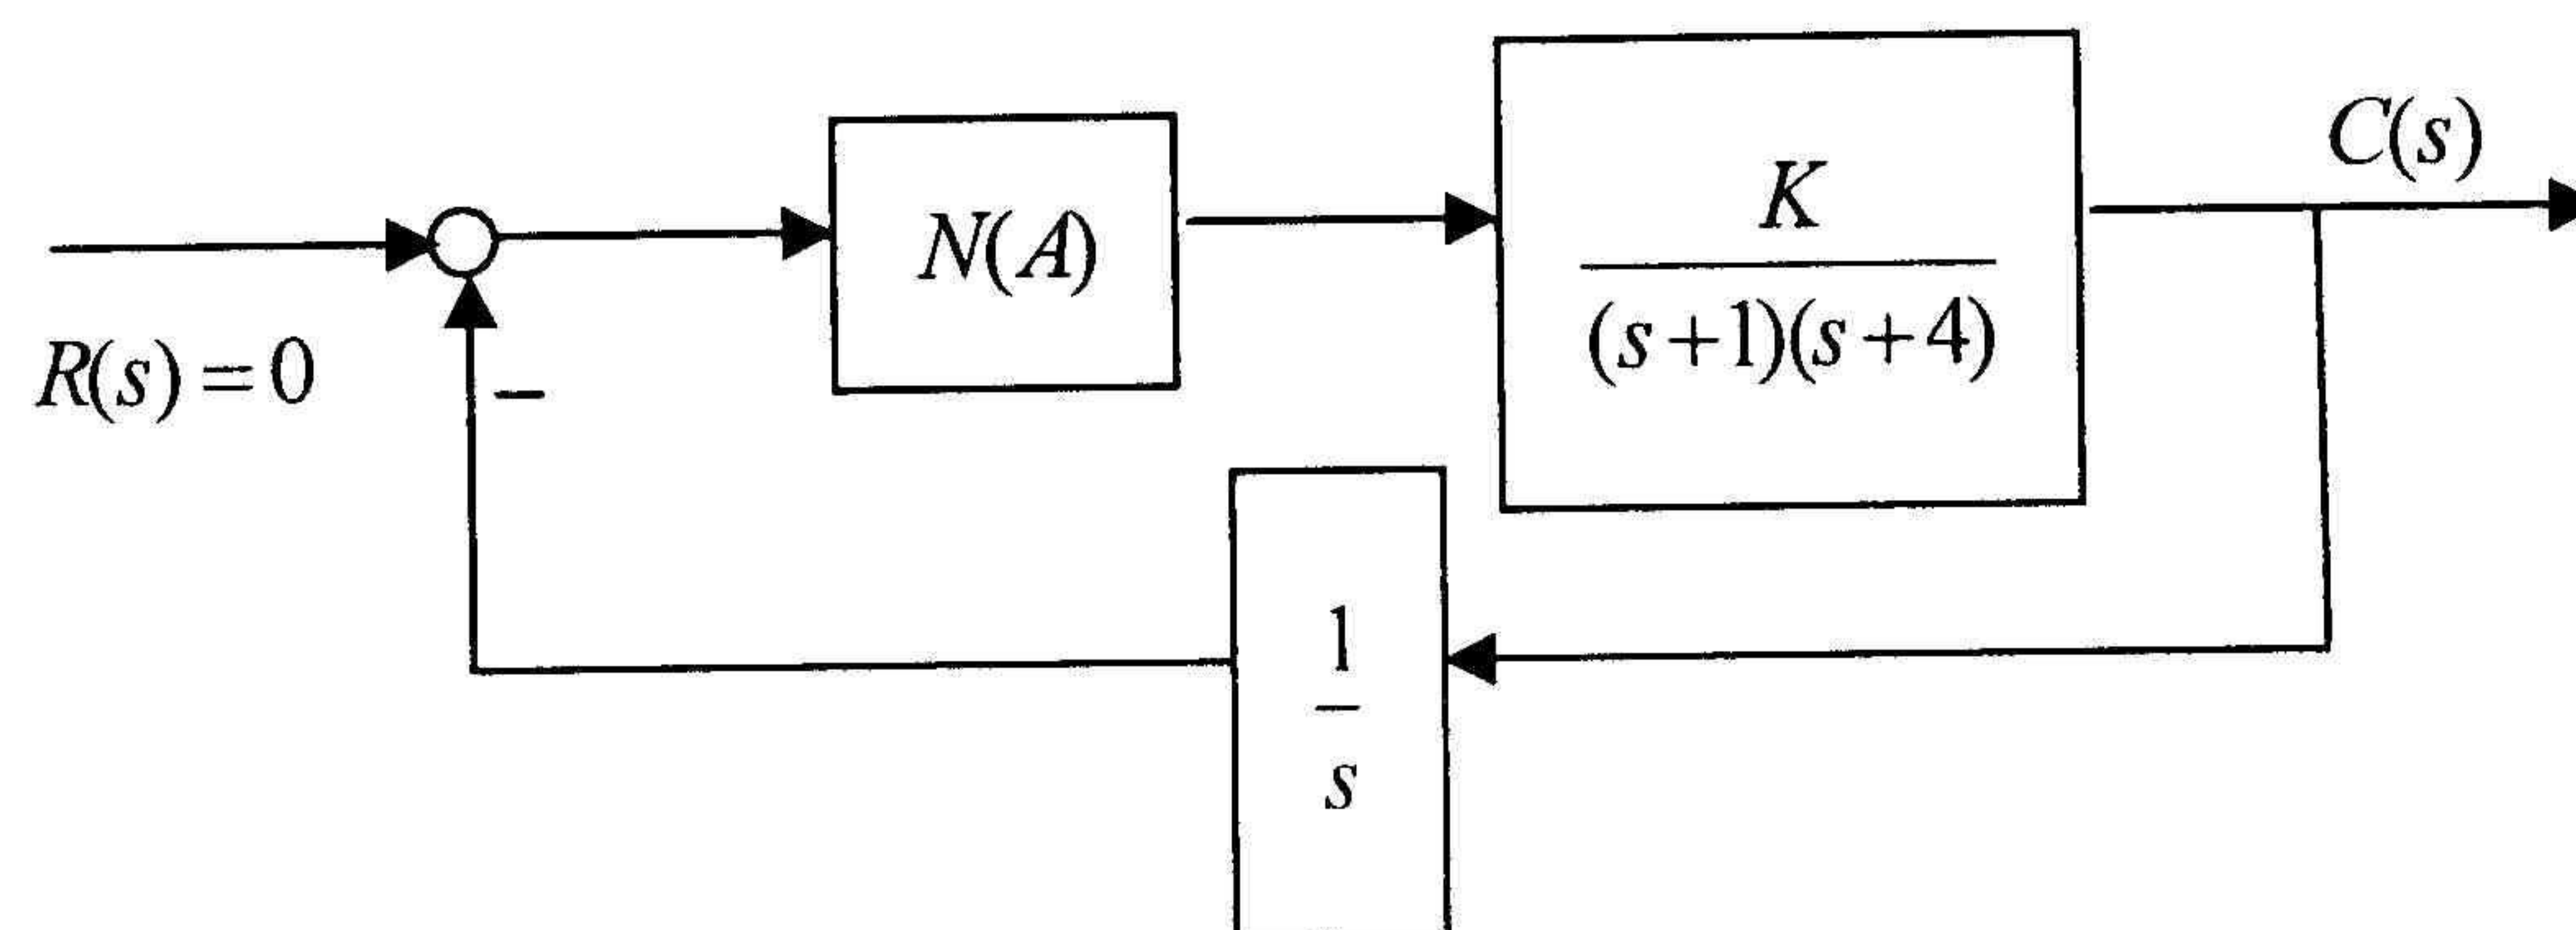 R(s) = 0
−
N(A)
K
(s+1)(s+4)
C(s)
1
s